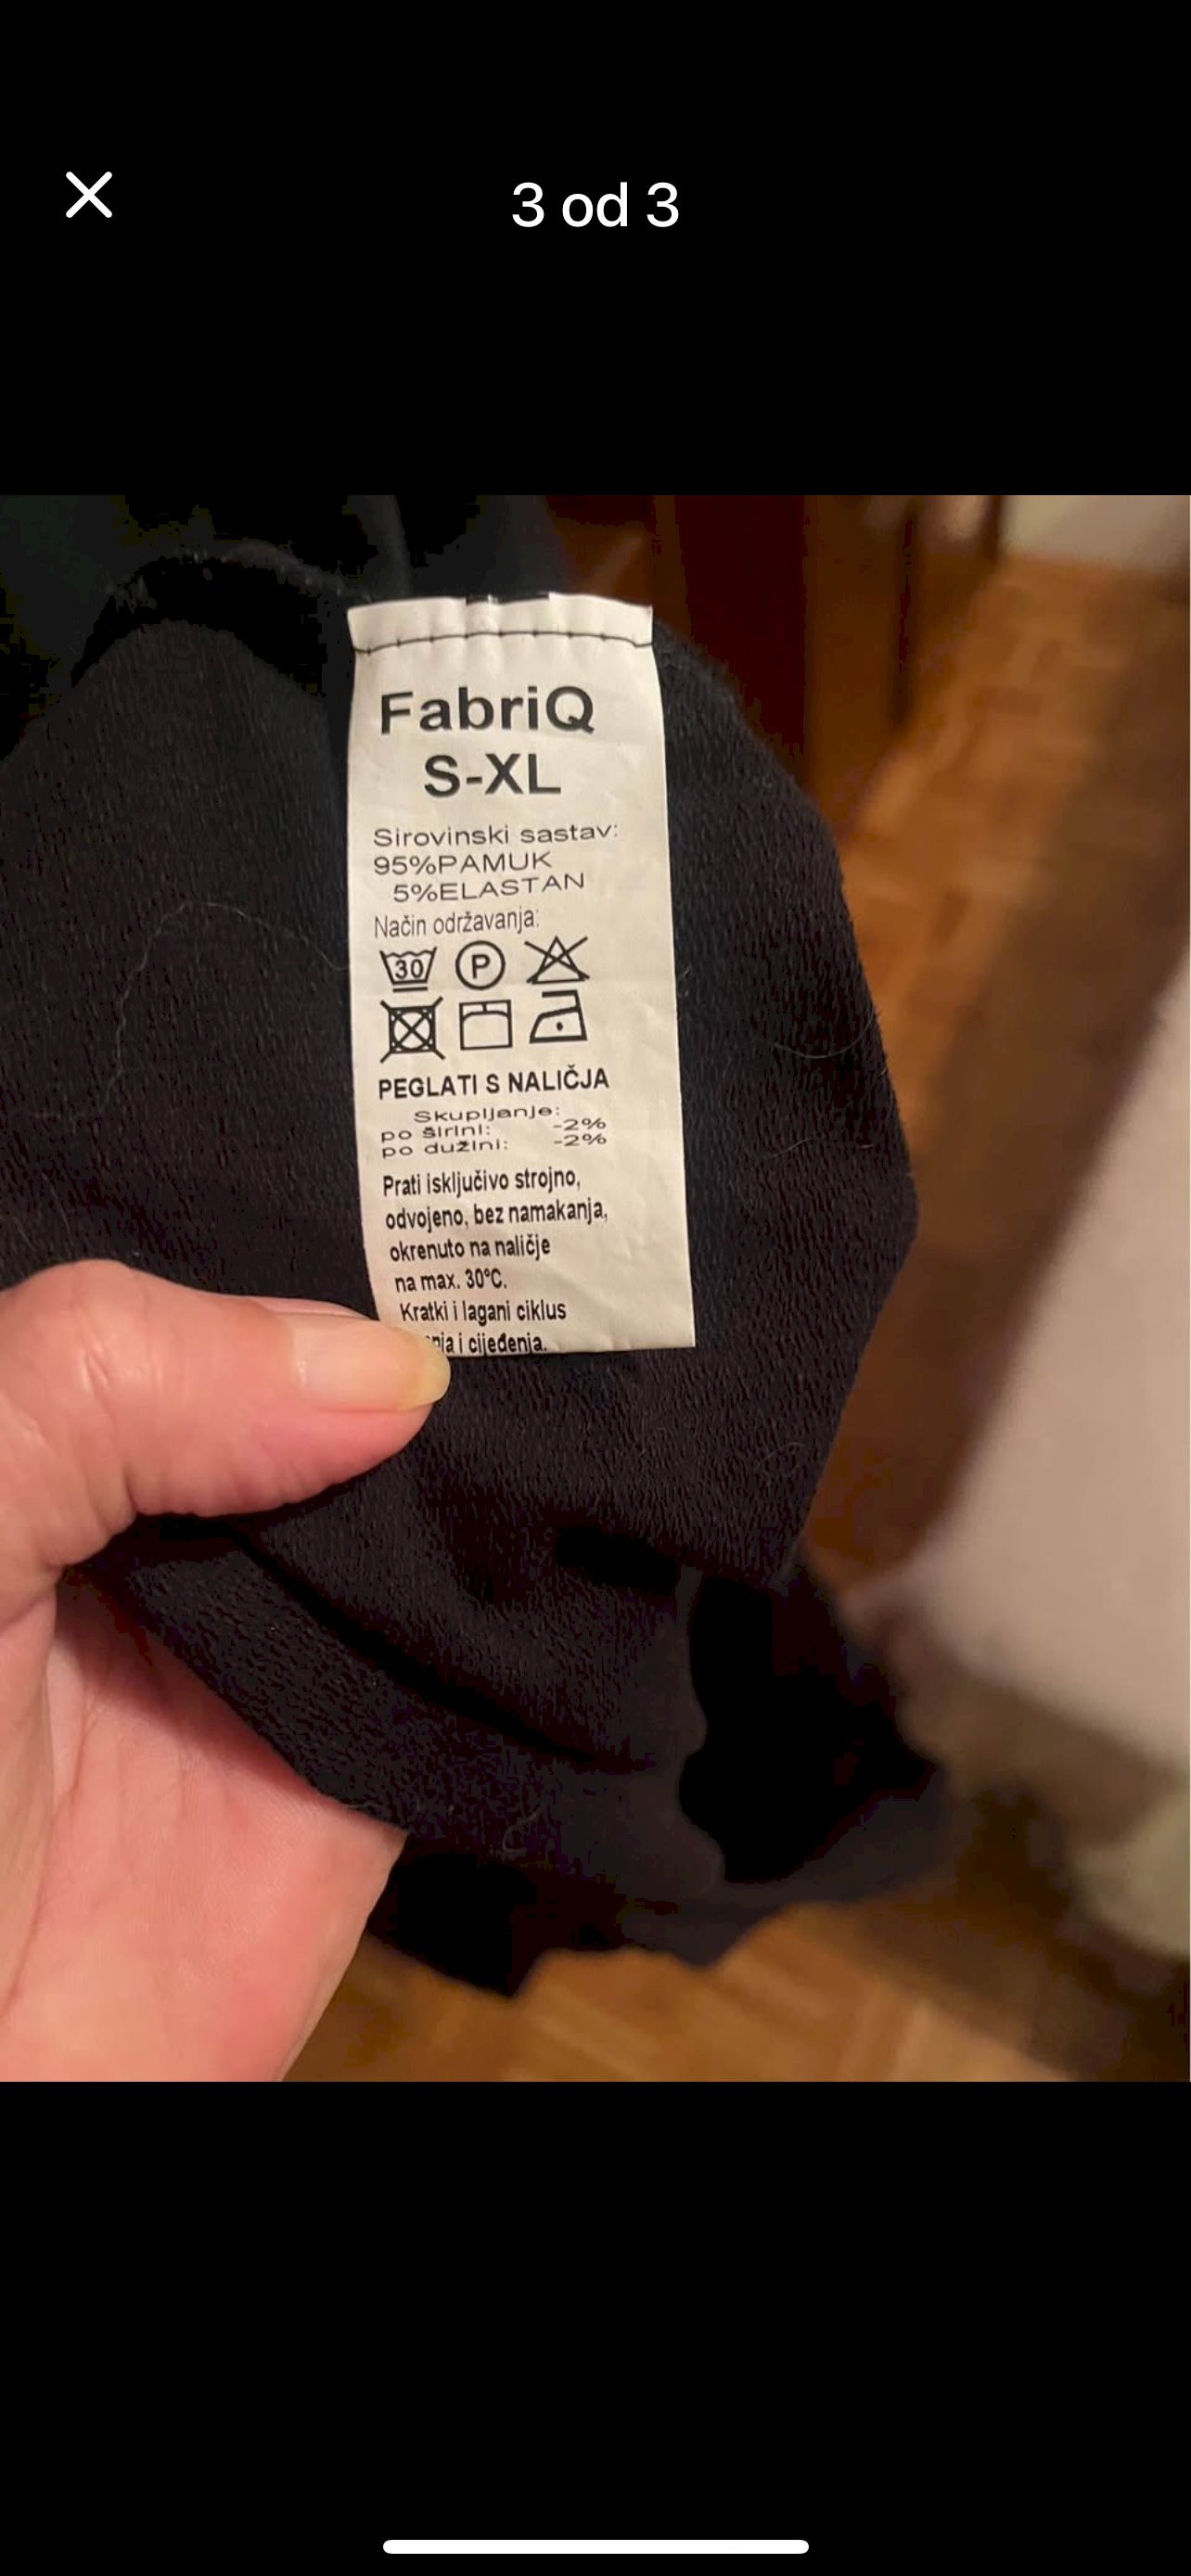 3 od 3
FabriQ
S-XL
Sirovinski sastav:
95%PAMUK
5%ELASTAN
Način održavanja:
30 P
PEGLATI S NALIČJA
Skupljanje:
po širini: -2%
po dužini: -2%
Prati isključivo strojno,
odvojeno, bez namakanja,
okrenuto na naličje
na max. 30°C.
Kratki i lagani ciklus
i cijeđenja.